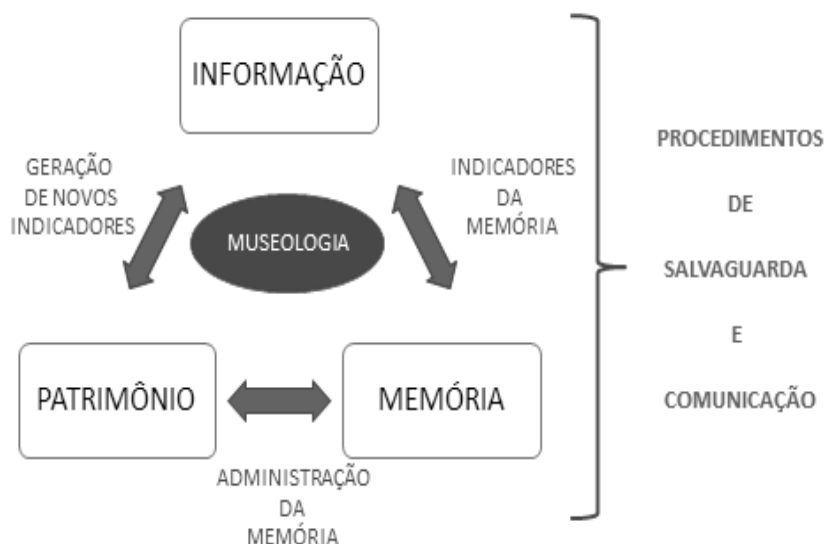 INFORMAÇÃO
GERAÇÃO
DE NOVOS
INDICADORES
INDICADORES
DA
MEMÓRIA
MUSEOLOGIA
PATRIMÔNIO
MEMÓRIA
ADMINISTRAÇÃO
DA
MEMÓRIA
PROCEDIMENTOS
DE
SALVAGUARDA
E
COMUNICAÇÃO